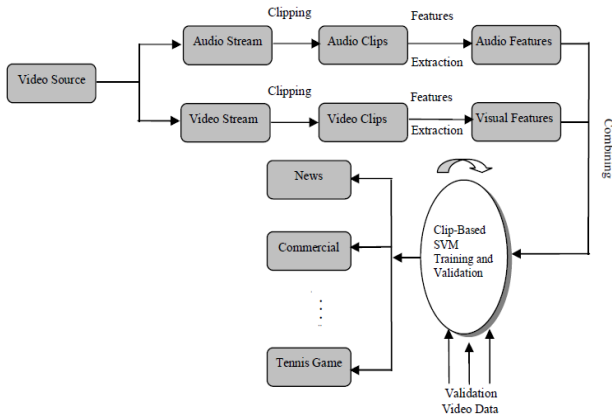 Clipping
Features
Audio Stream
Audio Clips
Audio Features
Extraction
Video Source
Clipping
Features
Video Stream
Video Clips
Visual Features
Extraction
Combining
News
Clip-Based
SVM
Training and
Validation
Commercial
Tennis Game
Validation
Video Data